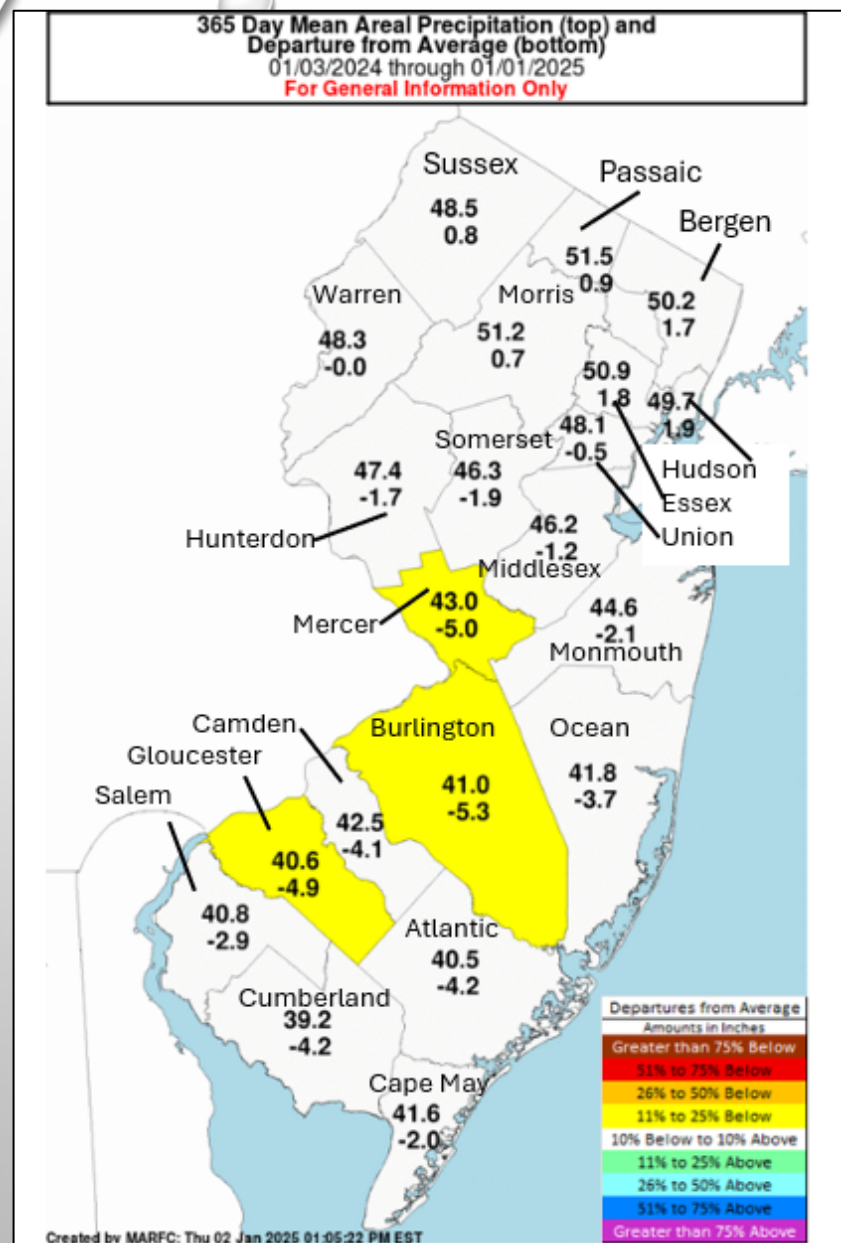 365 Day Mean Areal Precipitation (top) and
Departure from Average (bottom)
01/03/2024 through 01/01/2025
For General Information Only
Sussex
48.5
0.8
Passaic
51.5
0.9
Bergen
50.2
1.7
Warren
48.3
-0.0
Morris
51.2
0.7
50.9
1.8
49.7
1.9
48.1
-0.5
Hudson
Essex
Union
Somerset
46.3
-1.9
47.4
-1.7
Hunterdon
46.2
-1.2
Middlesex
Mercer
43.0
-5.0
44.6
-2.1
Monmouth
Camden
Gloucester
Salem
Burlington
41.0
-5.3
Ocean
41.8
-3.7
42.5
-4.1
40.6
-4.9
40.8
-2.9
Atlantic
40.5
-4.2
Cumberland
39.2
-4.2
Cape May
41.6
-2.0
Departures from Average
Amounts in Inches
Greater than 75% Below
51% to 75% Below
26% to 50% Below
11% to 25% Below
10% Below to 10% Above
11% to 25% Above
26% to 50% Above
51% to 75% Above
Greater than 75% Above
Created by MARFC: Thu 02 Jan 2025 01:05:22 PM EST